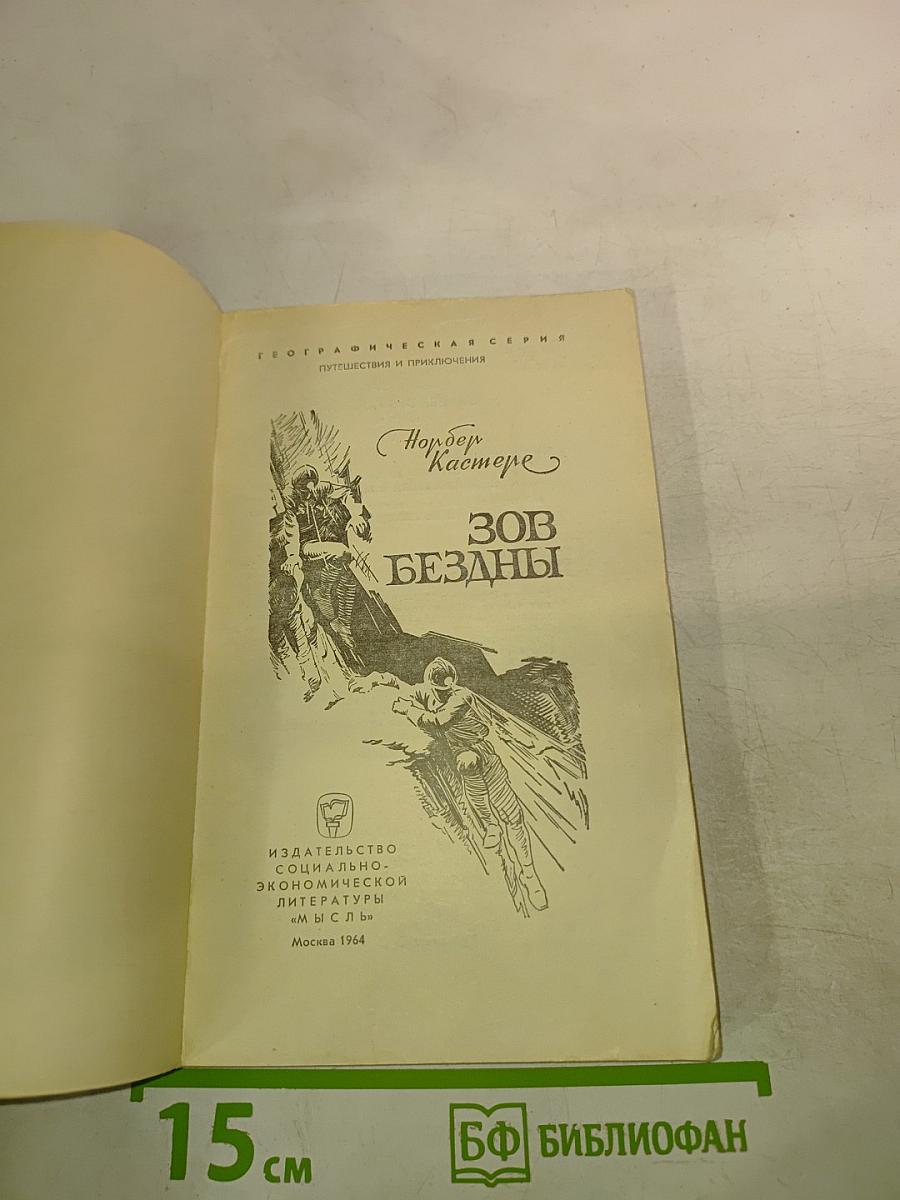 ГЕОГРАФИЧЕСКАЯ СЕРИЯ
ПУТЕШЕСТВИЯ И ПРИКЛЮЧЕНИЯ
Норбер
Кастере
ЗОВ
БЕЗДНЫ
ИЗДАТЕЛЬСТВО
СОЦИАЛЬНО-
ЭКОНОМИЧЕСКОЙ
ЛИТЕРАТУРЫ
«МЫСЛЬ»
Москва 1964
15 см
БФ БИБЛИОФАН